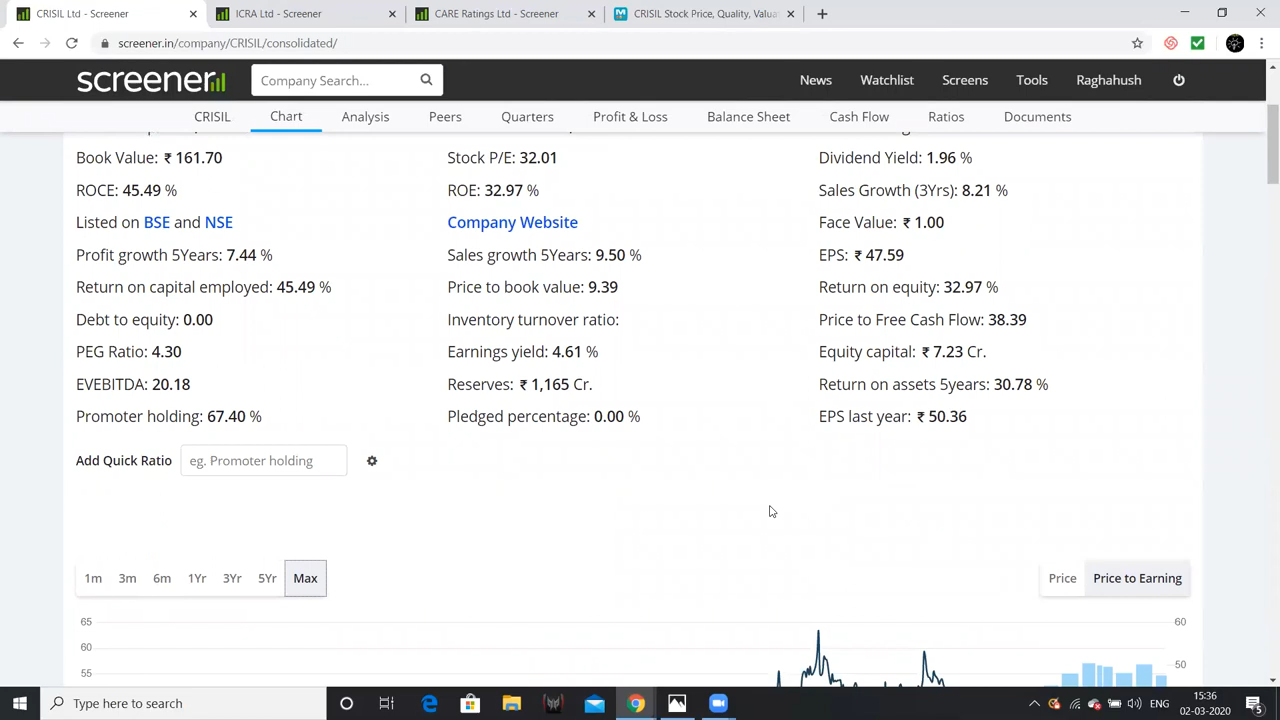 CRISIL Ltd - Screener
ICRA Ltd - Screener
CARE Ratings Ltd - Screener
CRISIL Stock Price, Quality, Valua
screener.in/company/CRISIL/consolidated/
screener
Company Search...
News
Watchlist
Screens
Tools
Raghahush
CRISIL
Chart
Analysis
Peers
Quarters
Profit & Loss
Balance Sheet
Cash Flow
Ratios
Documents
Book Value: ₹ 161.70
Stock P/E: 32.01
Dividend Yield: 1.96 %
ROCE: 45.49 %
ROE: 32.97 %
Sales Growth (3Yrs): 8.21 %
Listed on BSE and NSE
Company Website
Face Value: ₹ 1.00
Profit growth 5Years: 7.44 %
Sales growth 5Years: 9.50 %
EPS: ₹ 47.59
Return on capital employed: 45.49 %
Price to book value: 9.39
Return on equity: 32.97 %
Debt to equity: 0.00
Inventory turnover ratio:
Price to Free Cash Flow: 38.39
PEG Ratio: 4.30
Earnings yield: 4.61 %
Equity capital: ₹ 7.23 Cr.
EVEBITDA: 20.18
Reserves: ₹ 1,165 Cr.
Return on assets 5years: 30.78 %
Promoter holding: 67.40 %
Pledged percentage: 0.00 %
EPS last year: ₹ 50.36
Add Quick Ratio
eg. Promoter holding
1m
3m
6m
1Yr
3Yr
5Yr
Max
Price
Price to Earning
65
60
60
55
50
Type here to search
ENG
15:36
02-03-2020
5